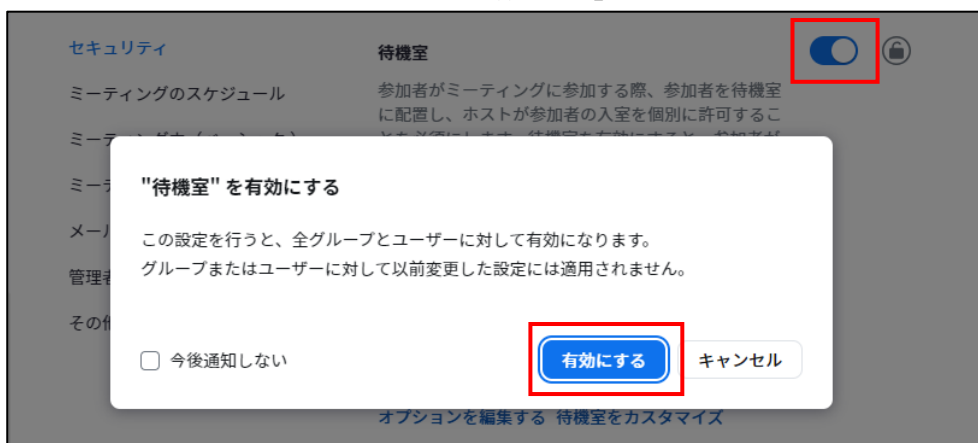 セキュリティ
待機室
ミーティングのスケジュール
参加者がミーティングに参加する際、参加者を待機室
に配置し、ホストが参加者の入室を個別に許可するこ
"待機室" を有効にする
この設定を行うと、全グループとユーザーに対して有効になります。
グループまたはユーザーに対して以前変更した設定には適用されません。
メール
管理者
その他
今後通知しない
有効にする
キャンセル
オプションを編集する 待機室をカスタマイズ